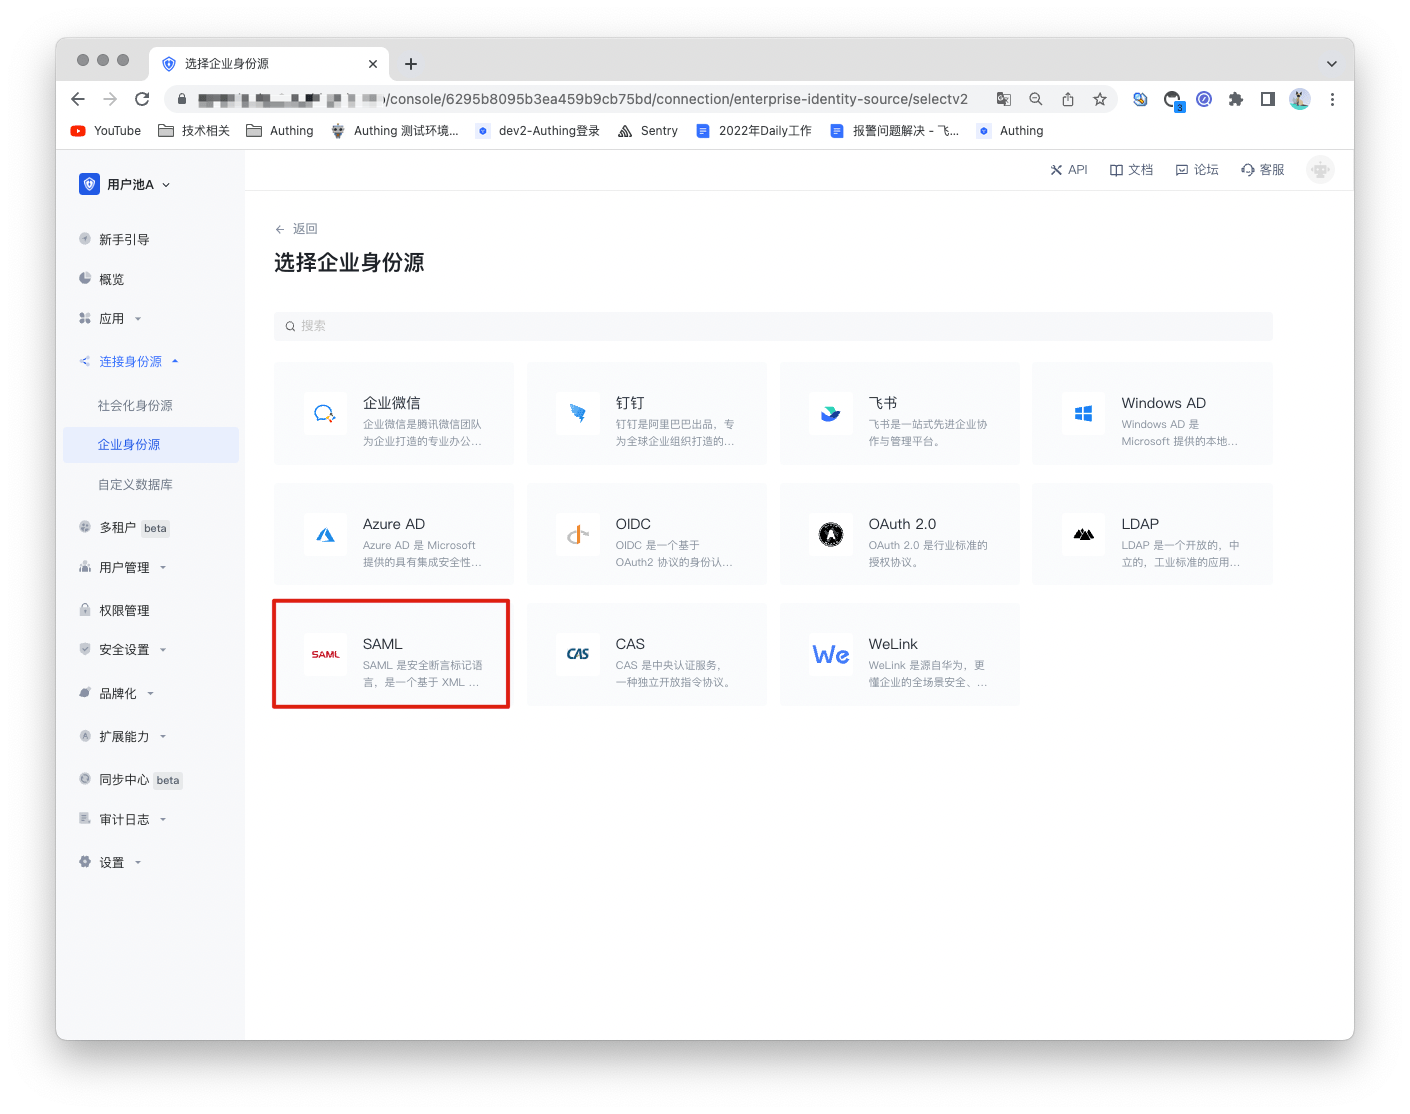 选择企业身份源
/console/6295b8095b3ea459b9cb75bd/connection/enterprise-identity-source/selectv2
3
YouTube
技术相关
Authing
Authing 测试环境...
dev2-Authing登录
Sentry
2022年Daily工作
报警问题解决 - 飞...
Authing
用户池A
API
文档
论坛
客服
新手引导
概览
应用
连接身份源
社会化身份源
企业身份源
自定义数据库
多租户 beta
用户管理
权限管理
安全设置
品牌化
扩展能力
同步中心 beta
审计日志
设置
返回
选择企业身份源
搜索
企业微信
企业微信是腾讯微信团队
为企业打造的专业办公...
钉钉
钉钉是阿里巴巴出品，专
为全球企业组织打造的...
飞书
飞书是一站式先进企业协
作与管理平台。
Windows AD
Windows AD 是
Microsoft 提供的本地...
Azure AD
Azure AD 是 Microsoft
提供的具有集成安全性...
OIDC
OIDC 是一个基于
OAuth2 协议的身份认...
OAuth 2.0
OAuth 2.0 是行业标准的
授权协议。
LDAP
LDAP 是一个开放的，中
立的，工业标准的应用...
SAML
SAML
SAML 是安全断言标记语
言，是一个基于 XML ...
CAS
CAS
CAS 是中央认证服务，
一种独立开放指令协议。
We
WeLink
WeLink 是源自华为，更
懂企业的全场景安全、...